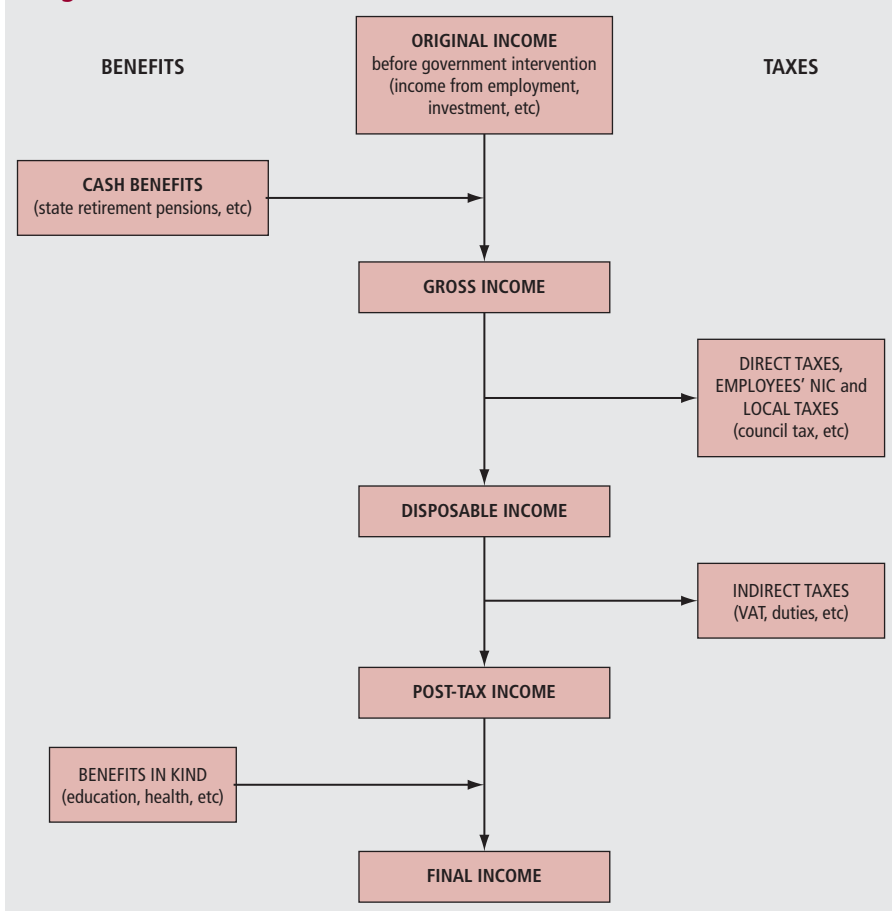 BENEFITS
ORIGINAL INCOME
before government intervention
(income from employment,
investment, etc)
TAXES
CASH BENEFITS
(state retirement pensions, etc)
GROSS INCOME
DIRECT TAXES,
EMPLOYEES’ NIC and
LOCAL TAXES
(council tax, etc)
DISPOSABLE INCOME
INDIRECT TAXES
(VAT, duties, etc)
POST-TAX INCOME
BENEFITS IN KIND
(education, health, etc)
FINAL INCOME